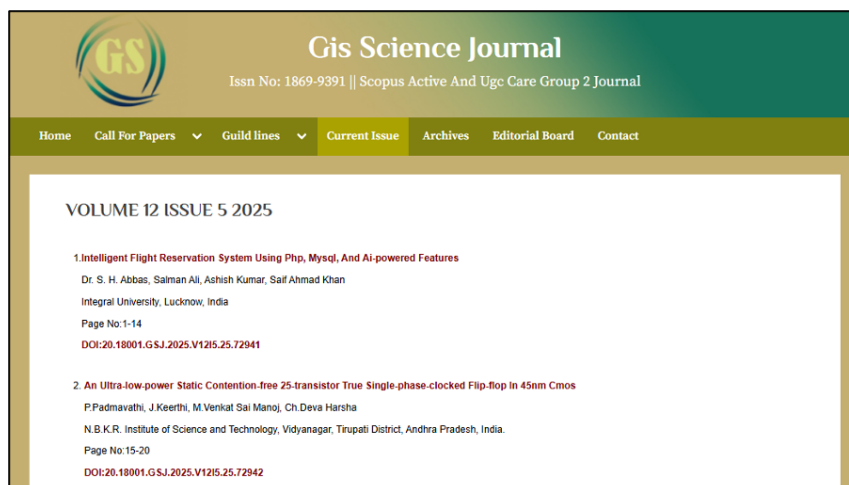 GS
Gis Science Journal
Issn No: 1869-9391 || Scopus Active And Ugc Care Group 2 Journal
Home Call For Papers Guild lines Current Issue Archives Editorial Board Contact
VOLUME 12 ISSUE 5 2025
1.Intelligent Flight Reservation System Using Php, Mysql, And Ai-powered Features
Dr. S. H. Abbas, Salman Ali, Ashish Kumar, Saif Ahmad Khan
Integral University, Lucknow, India
Page No:1-14
DOI:20.18001.GSJ.2025.V12I5.25.72941
2. An Ultra-low-power Static Contention-free 25-transistor True Single-phase-clocked Flip-flop In 45nm Cmos
P.Padmavathi, J.Keerthi, M.Venkat Sai Manoj, Ch.Deva Harsha
N.B.K.R. Institute of Science and Technology, Vidyanagar, Tirupati District, Andhra Pradesh, India.
Page No:15-20
DOI:20.18001.GSJ.2025.V12I5.25.72942